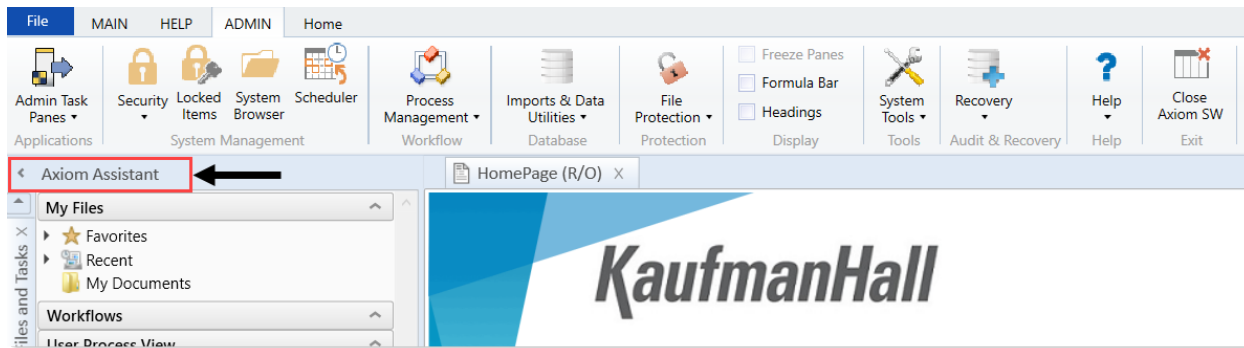 File MAIN HELP ADMIN Home
Freeze Panes
Formula Bar
Headings
Admin Task Panes
Security
Locked Items
System Browser
Scheduler
Process Management
Imports & Data Utilities
File Protection
System Tools
Recovery
Help
Close Axiom SW
Applications System Management Workflow Database Protection Display Tools Audit & Recovery Help Exit
Axiom Assistant
HomePage (R/O) X
My Files
Favorites
Recent
My Documents
Workflows
User Process View
Files and Tasks X
KaufmanHall